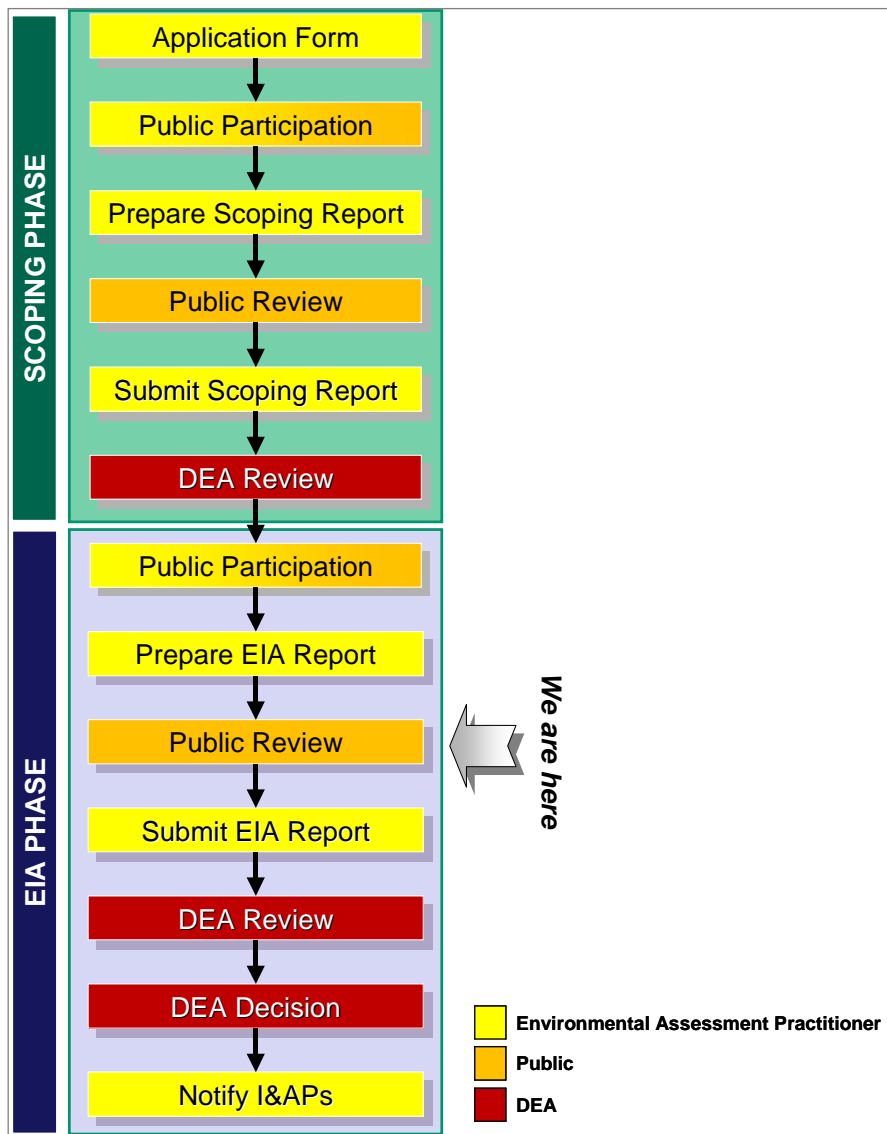 SCOPING PHASE
Application Form
Public Participation
Prepare Scoping Report
Public Review
Submit Scoping Report
DEA Review
EIA PHASE
Public Participation
Prepare EIA Report
Public Review
We are here
Submit EIA Report
DEA Review
DEA Decision
Notify I&APs
Environmental Assessment Practitioner
Public
DEA